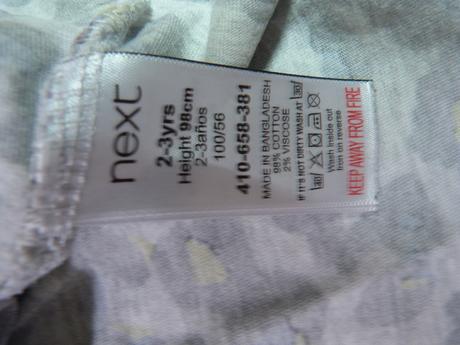 next
2-3yrs
Height 98cm
2-3años
100/56
410-658-381
MADE IN BANGLADESH
98% COTTON
2% VISCOSE
IF IT'S NOT DIRTY WASH AT
Wash inside out
Iron on reverse
KEEP AWAY FROM FIRE